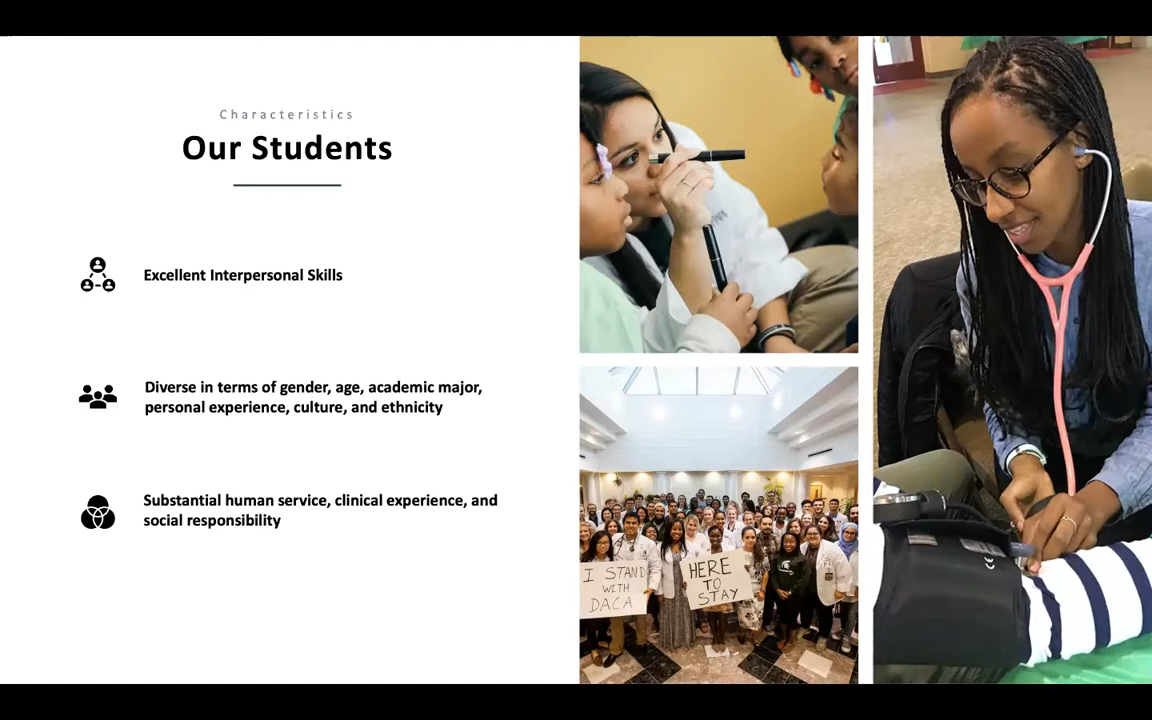 Characteristics
Our Students
Excellent Interpersonal Skills
Diverse in terms of gender, age, academic major,
personal experience, culture, and ethnicity
Substantial human service, clinical experience, and
social responsibility
I STAND
WITH
DACA
HERE
TO
STAY
CE